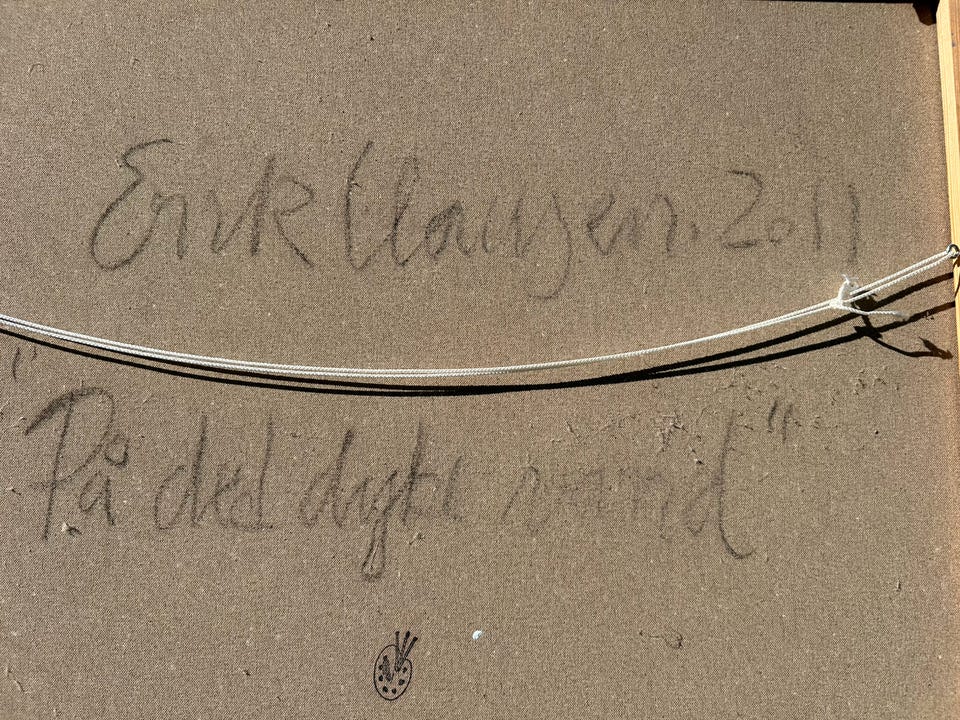 Erik Clausen. 2011
"På det dybe vand"